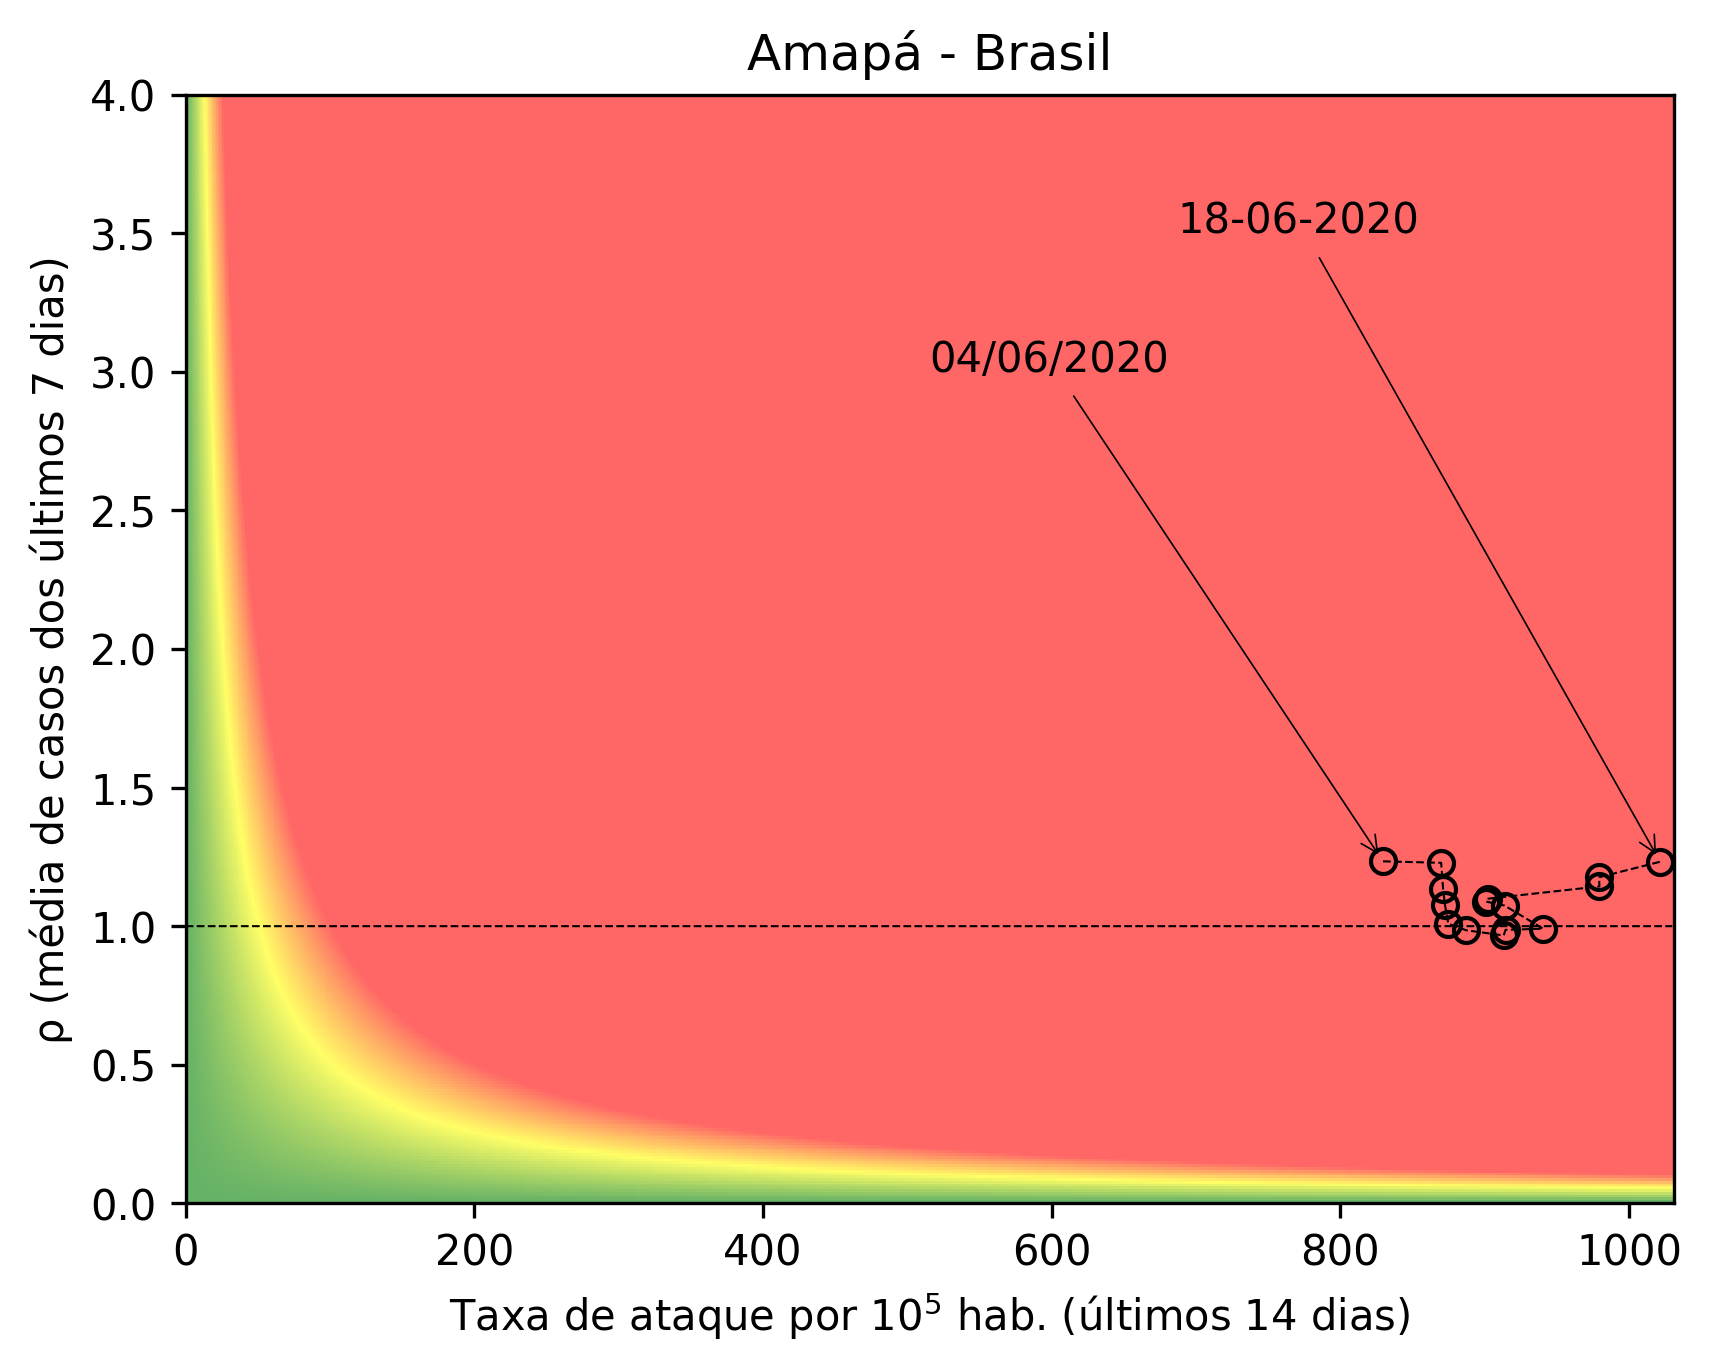 Amapá - Brasil
4.0
3.5
3.0
2.5
2.0
1.5
1.0
0.5
0.0
ρ (média de casos dos últimos 7 dias)
18-06-2020
04/06/2020
0 200 400 600 800 1000
Taxa de ataque por 10⁵ hab. (últimos 14 dias)